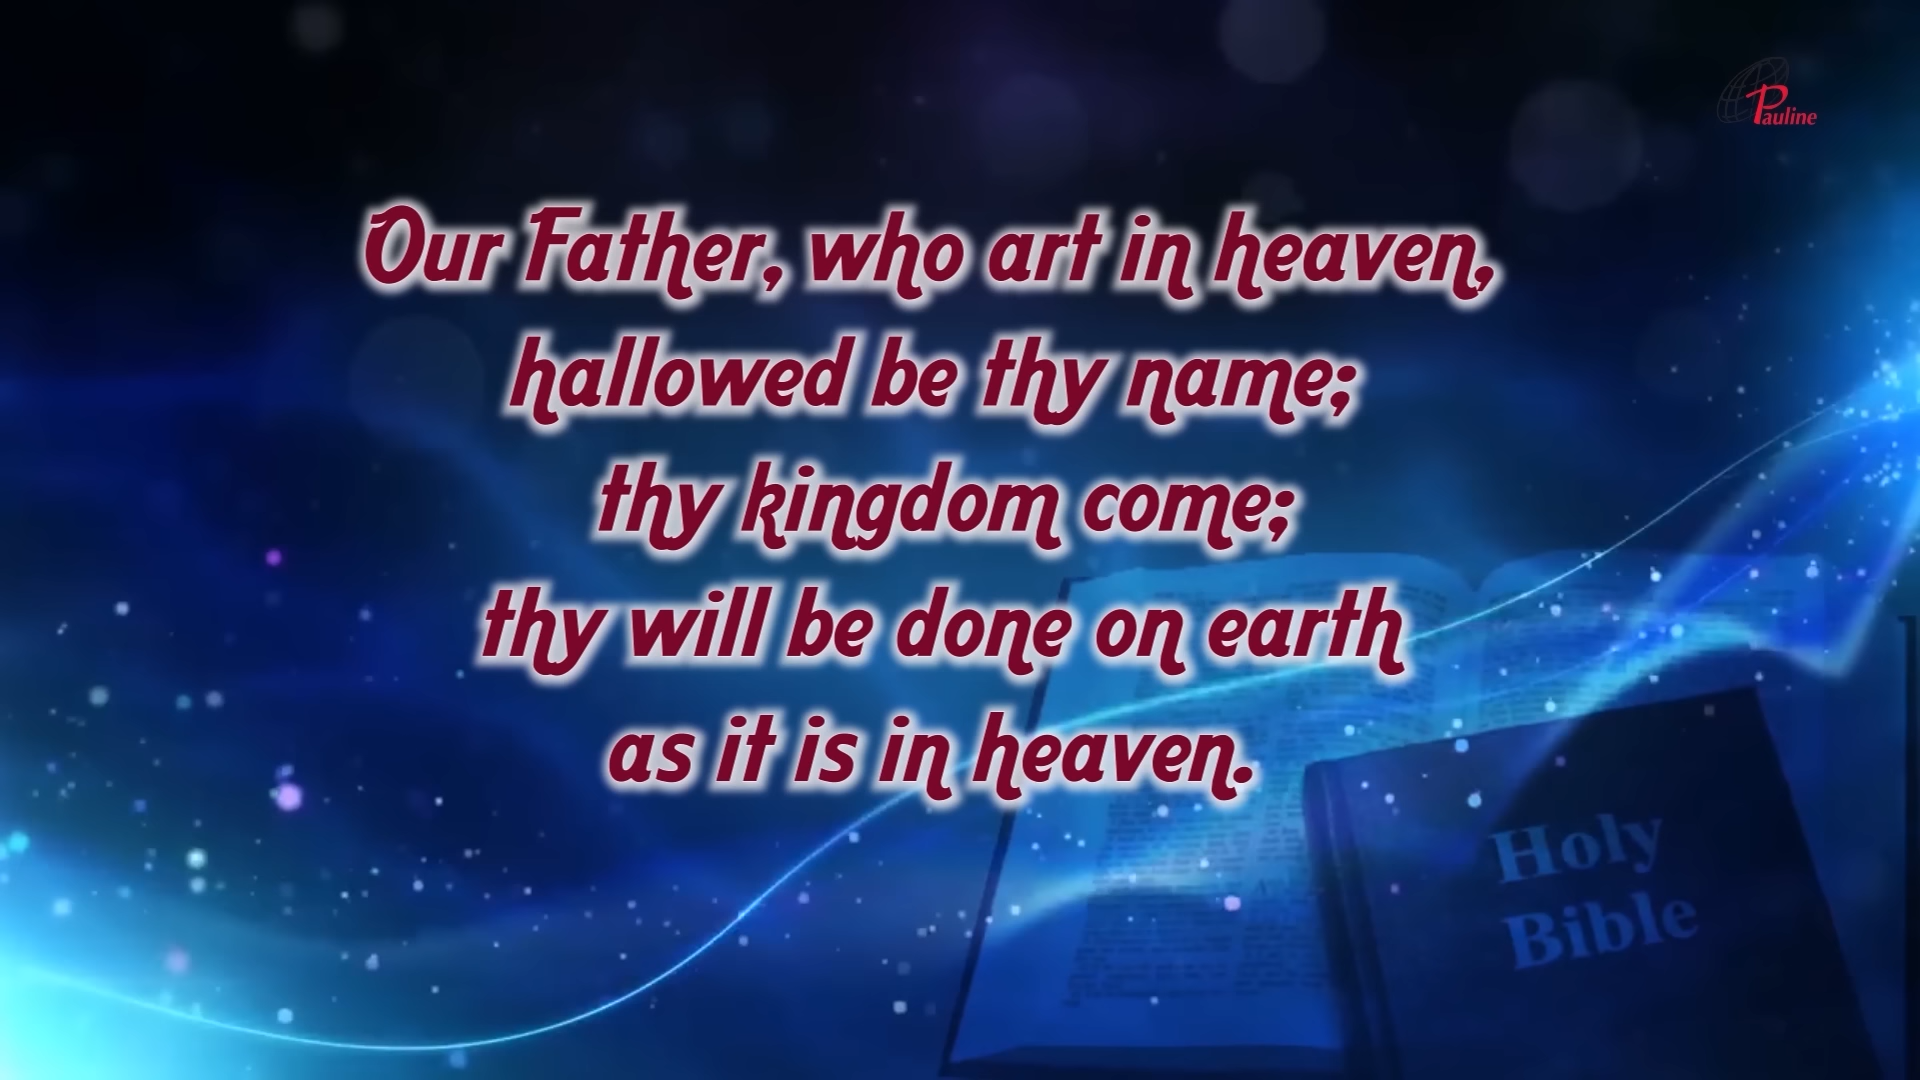 Pauline
Our Father, who art in heaven,
hallowed be thy name;
thy kingdom come;
thy will be done on earth
as it is in heaven.
Holy
Bible